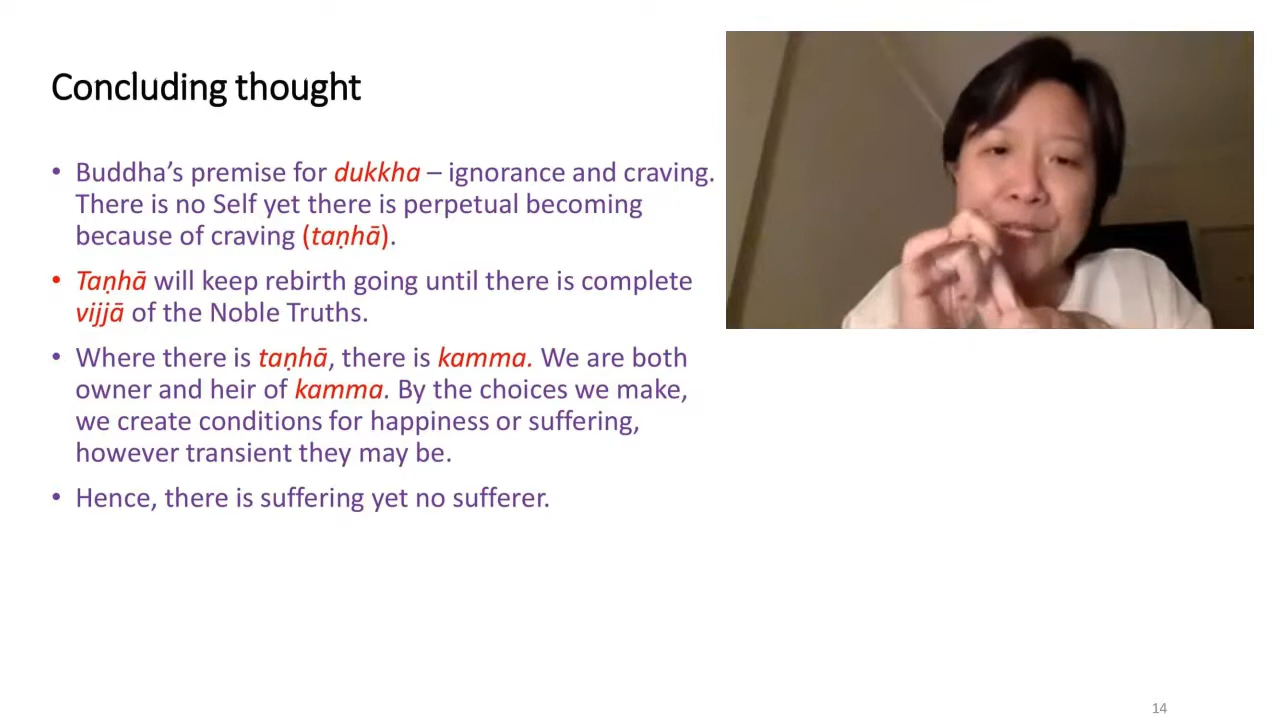 Concluding thought
• Buddha’s premise for dukkha – ignorance and craving.
There is no Self yet there is perpetual becoming
because of craving (taṇhā).
• Taṇhā will keep rebirth going until there is complete
vijjā of the Noble Truths.
• Where there is taṇhā, there is kamma. We are both
owner and heir of kamma. By the choices we make,
we create conditions for happiness or suffering,
however transient they may be.
• Hence, there is suffering yet no sufferer.
14